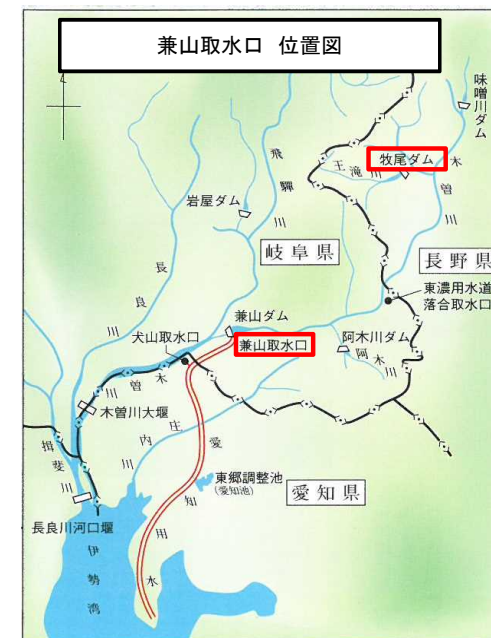 兼山取水口 位置図
味噌川ダム
牧尾ダム
王滝川
木曽川
飛騨川
岩屋ダム
岐阜県
長野県
長良川
東濃用水道
落合取水口
兼山ダム
犬山取水口
兼山取水口
阿木川ダム
阿木川
木曽川
木曽川大堰
庄内川
愛知用水
揖斐川
東郷調整池
(愛知池)
愛知県
長良川河口堰
伊勢湾